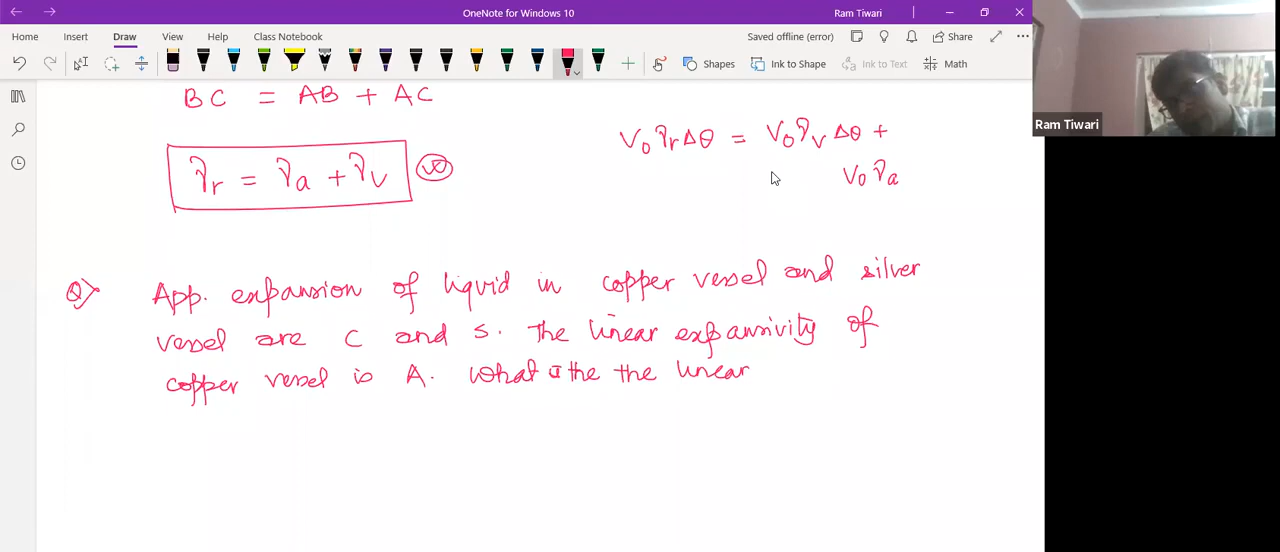 OneNote for Windows 10
Ram Tiwari
Home Insert Draw View Help Class Notebook
Saved offline (error)
Share
Shapes
Ink to Shape
Ink to Text
Math
BC = AB + AC
V₀γrΔθ = V₀γvΔθ +
V₀γa
γr = γa + γv
Q> App. expansion of liquid in copper vessel and silver
vessel are C and S. The linear expansivity of
copper vessel is A. What is the the linear
Ram Tiwari